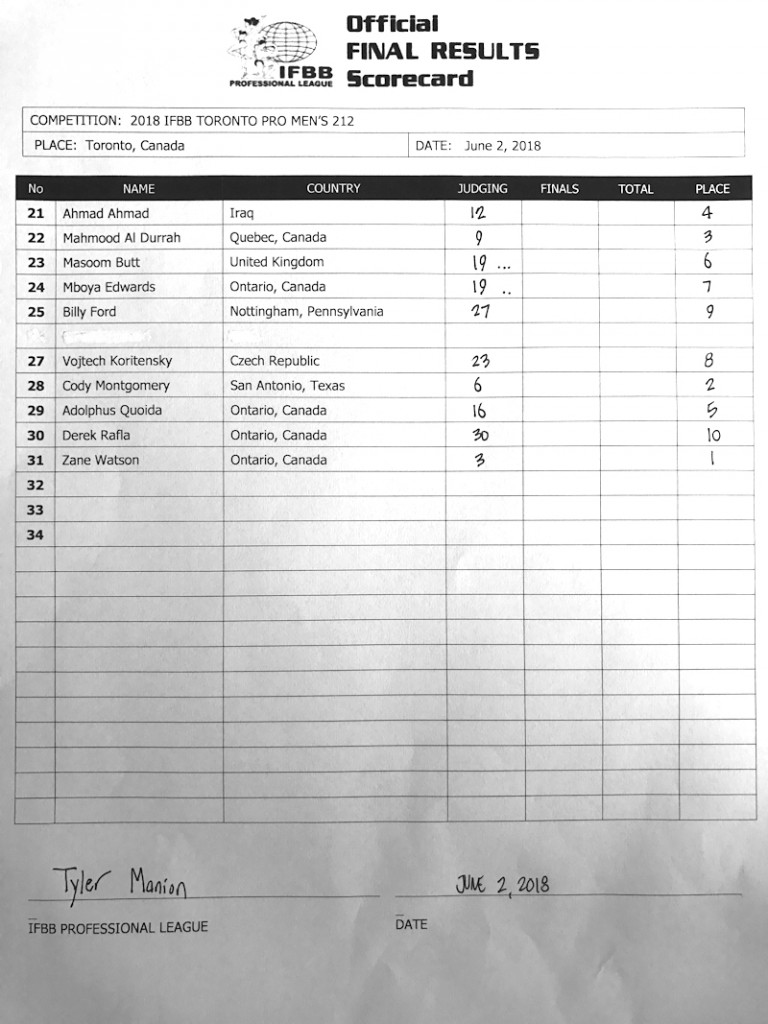 Official
FINAL RESULTS
Scorecard
IFBB
PROFESSIONAL LEAGUE
COMPETITION: 2018 IFBB TORONTO PRO MEN'S 212
PLACE: Toronto, Canada DATE: June 2, 2018
No NAME COUNTRY JUDGING FINALS TOTAL PLACE
21 Ahmad Ahmad Iraq 12 4
22 Mahmood Al Durrah Quebec, Canada 9 3
23 Masoom Butt United Kingdom 19 ... 6
24 Mboya Edwards Ontario, Canada 19 .. 7
25 Billy Ford Nottingham, Pennsylvania 27 9
27 Vojtech Koritensky Czech Republic 23 8
28 Cody Montgomery San Antonio, Texas 6 2
29 Adolphus Quoida Ontario, Canada 16 5
30 Derek Rafla Ontario, Canada 30 10
31 Zane Watson Ontario, Canada 3 1
32
33
34
Tyler Manion JUNE 2, 2018
IFBB PROFESSIONAL LEAGUE DATE